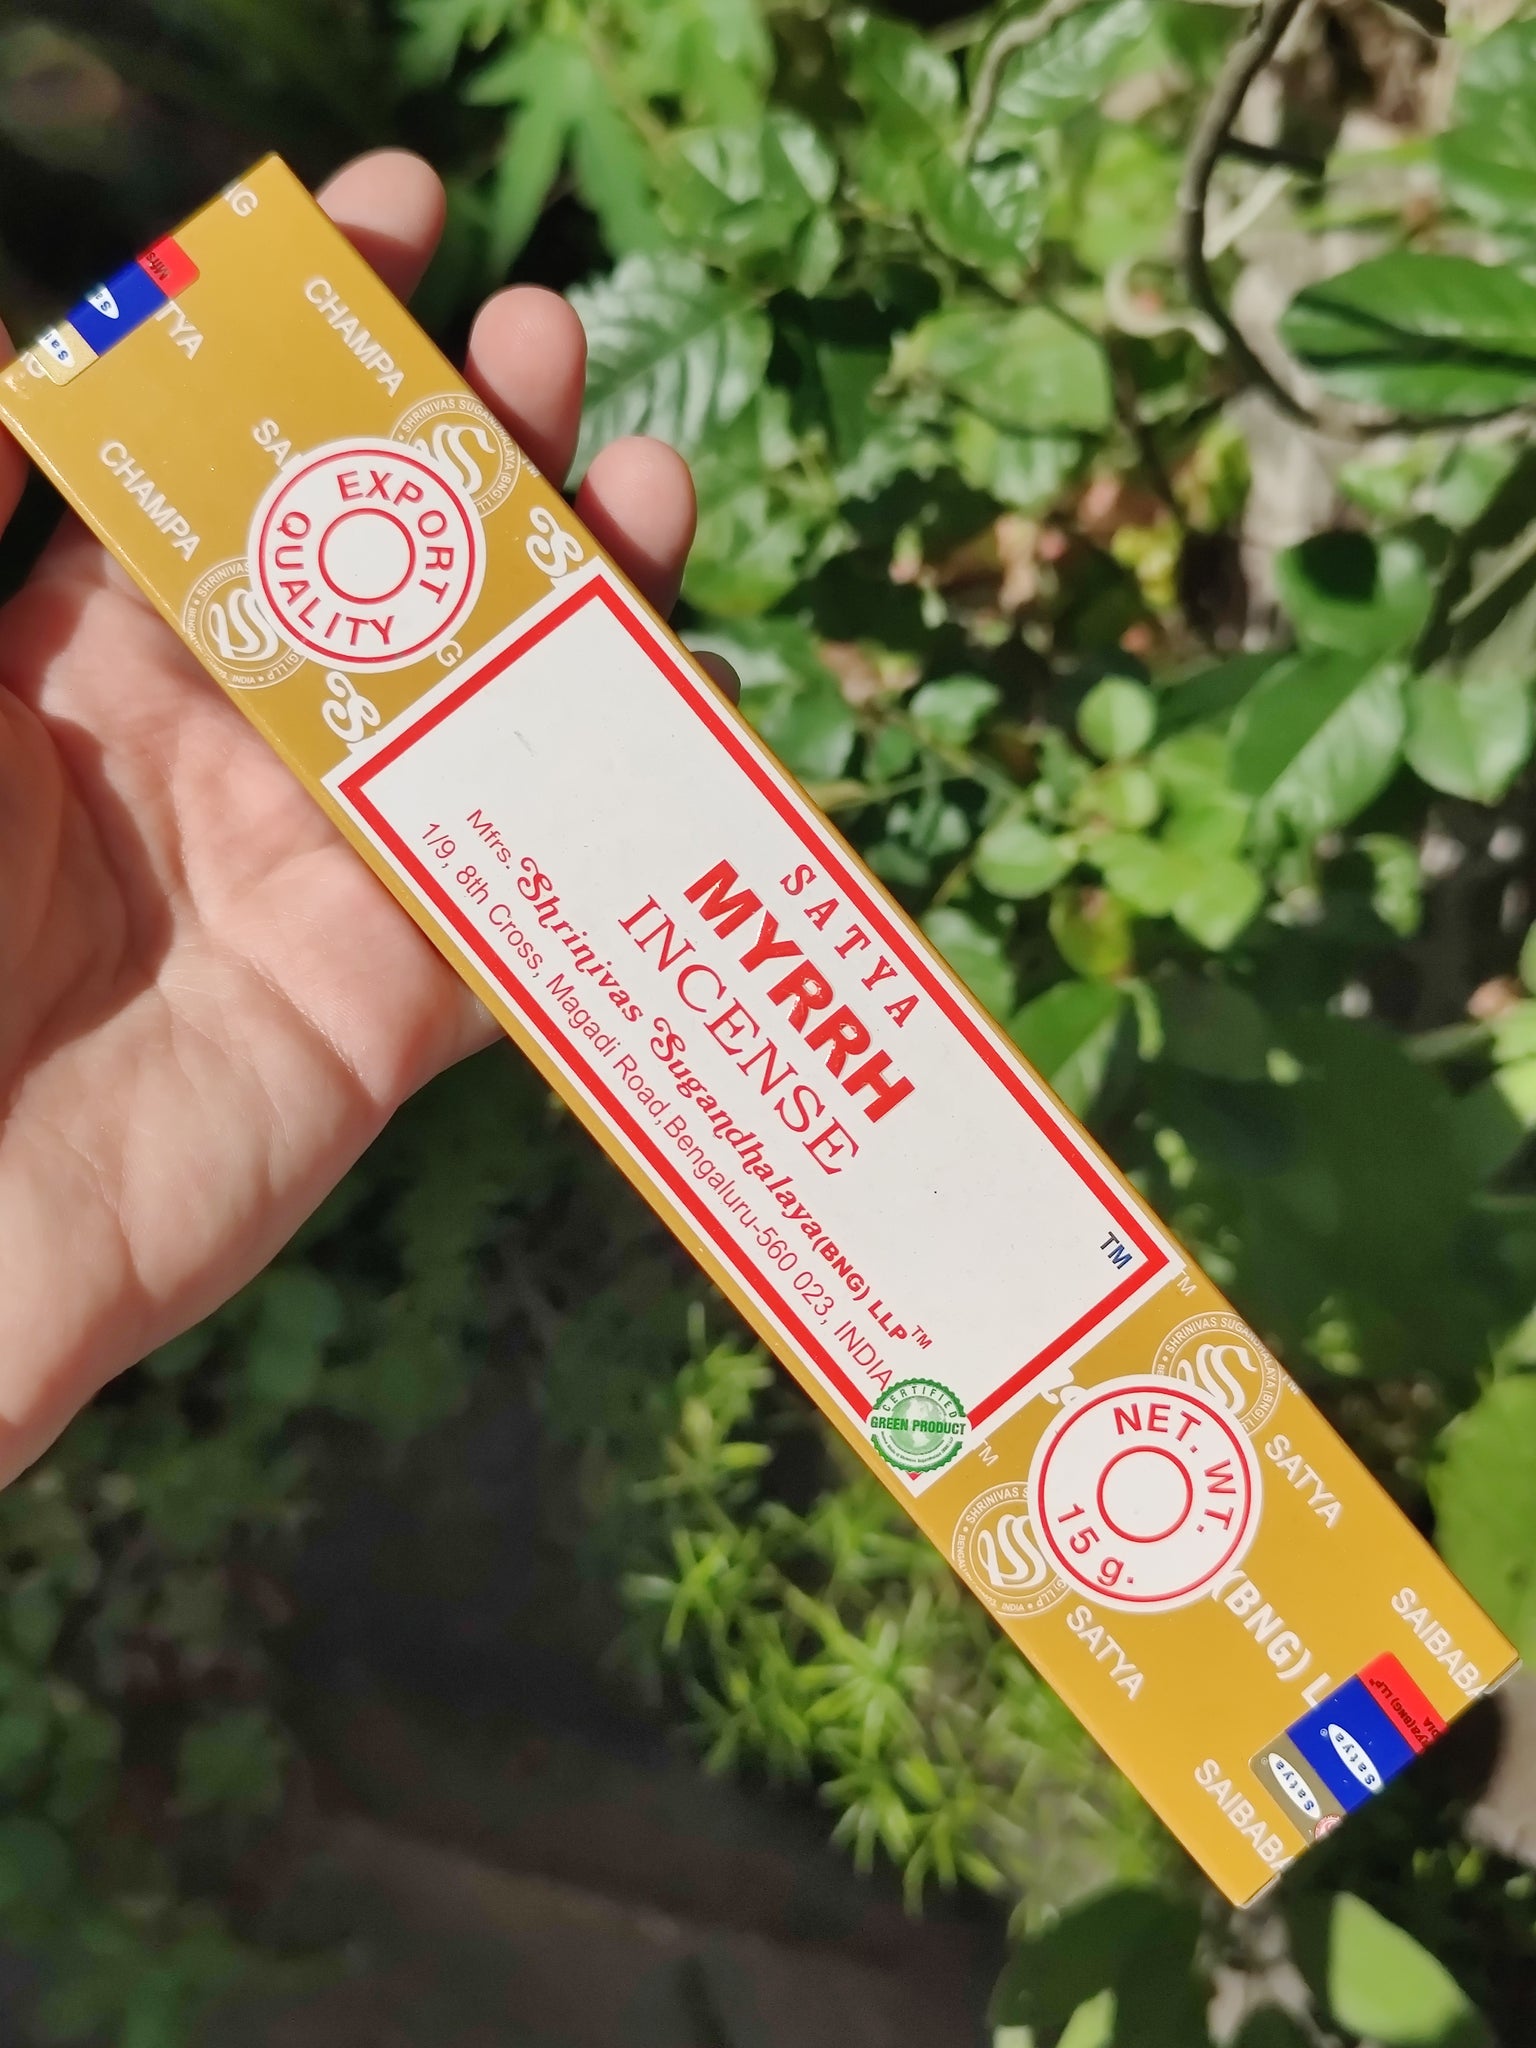 CHAMPA
CHAMPA
EXPORT
QUALITY
SATYA
MYRRH
INCENSE
Mfrs. Shrinivas Sugandhalaya (BNG) LLP™
1/9, 8th Cross, Magadi Road, Bengaluru-560 023, INDIA
TM
CERTIFIED
GREEN PRODUCT
NET. WT.
15 g.
SATYA
SATYA
(BNG)
SAIBABA
SAIBABA
Satya
Satya